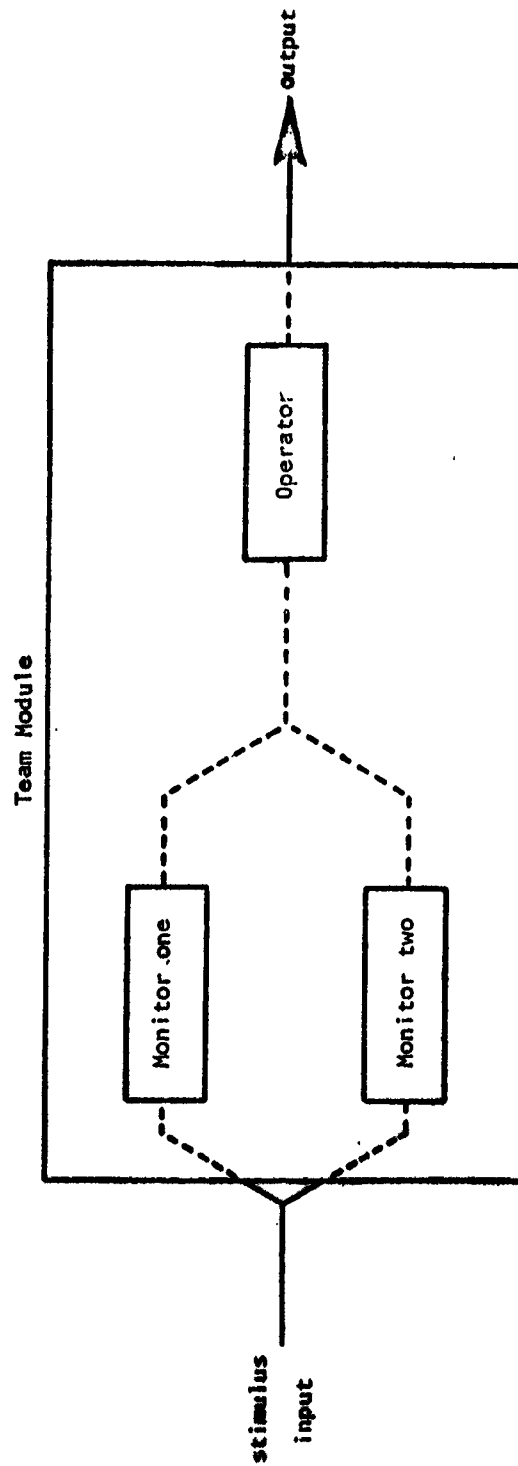 Team Module
stimulus
input
Monitor one
Monitor two
Operator
output